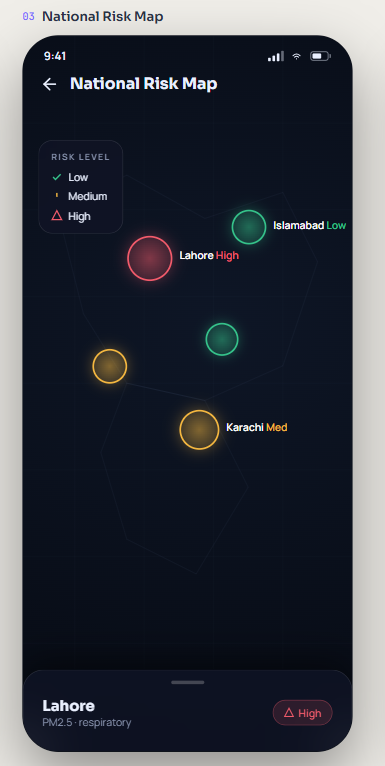 03 National Risk Map
9:41
National Risk Map
RISK LEVEL
Low
Medium
High
Islamabad Low
Lahore High
Karachi Med
Lahore
PM2.5 · respiratory
High